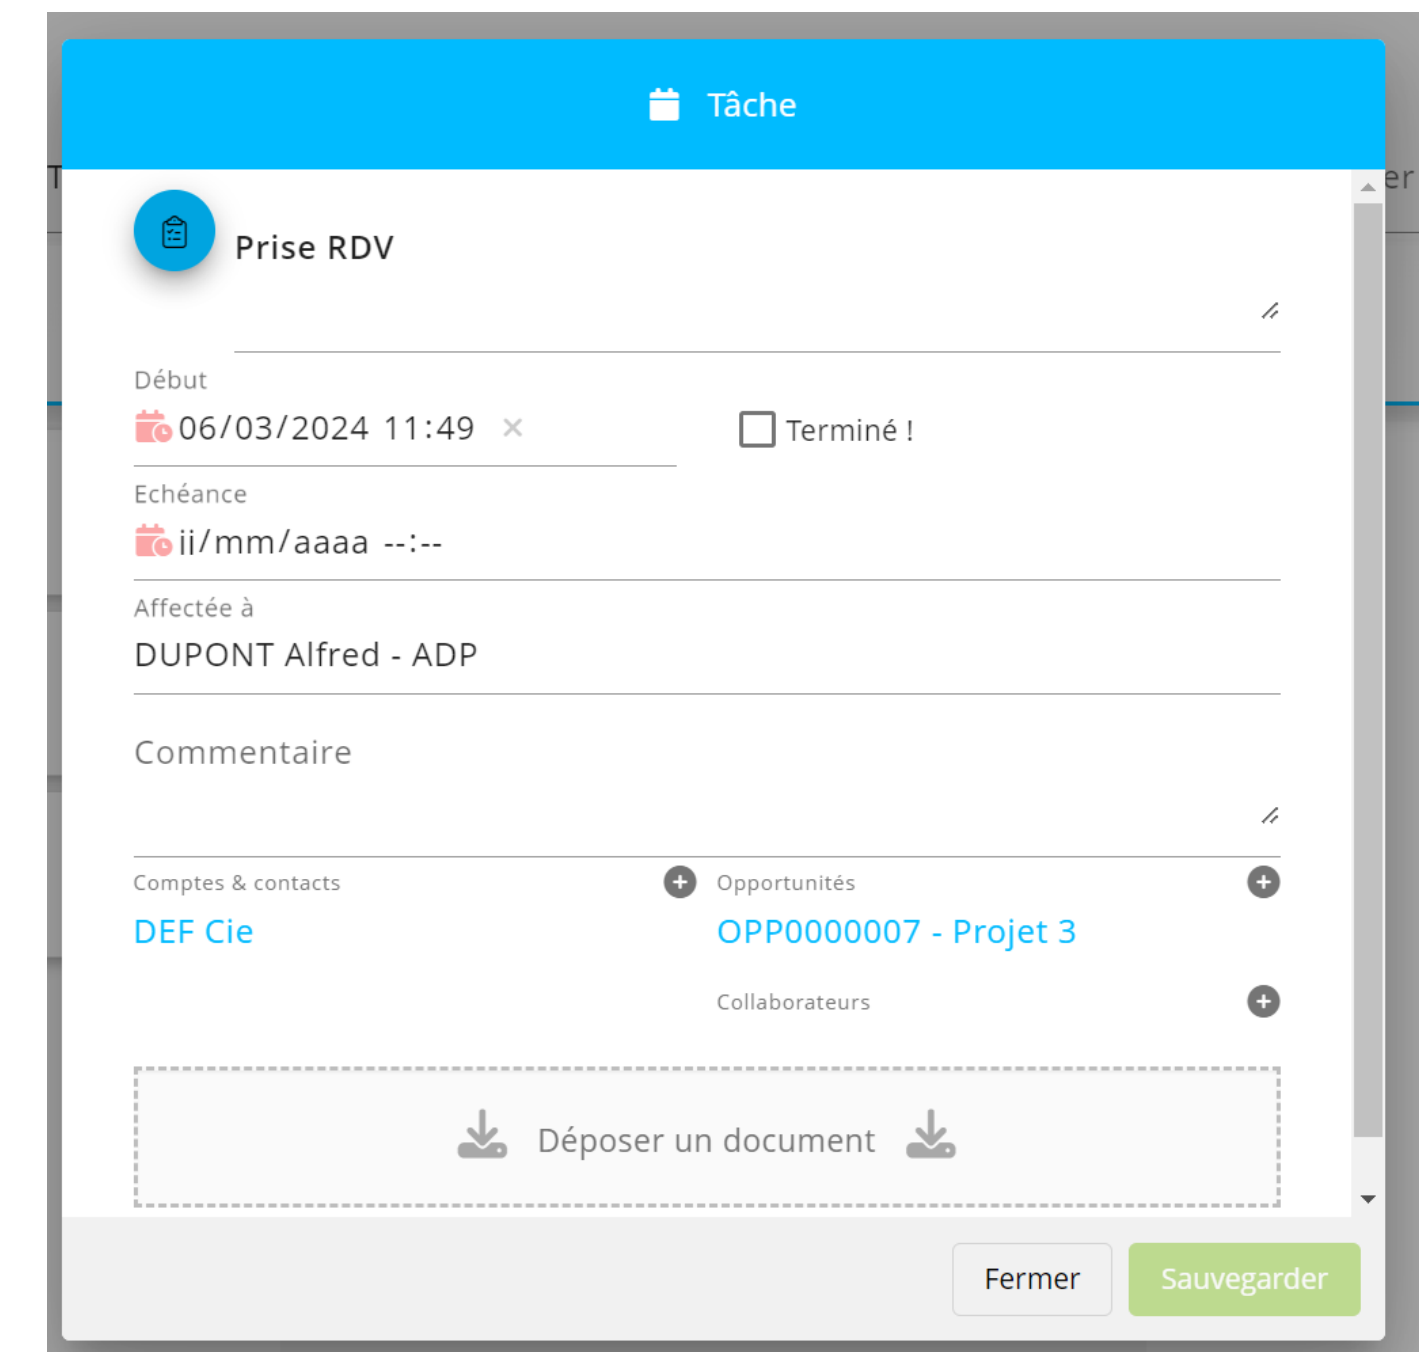 Tâche
T
er
Prise RDV
Début
06/03/2024 11:49
Terminé !
Echéance
jj/mm/aaaa --:--
Affectée à
DUPONT Alfred - ADP
Commentaire
Comptes & contacts
Opportunités
DEF Cie
OPP0000007 - Projet 3
Collaborateurs
Déposer un document
Fermer
Sauvegarder